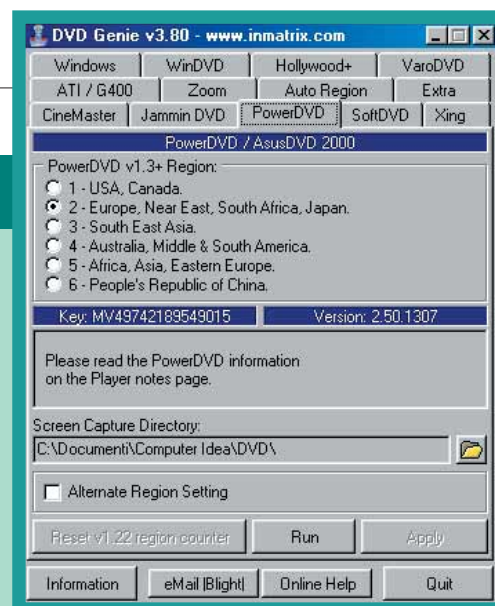 DVD Genie v3.80 - www.inmatrix.com
Windows WinDVD Hollywood+ VaroDVD
ATI / G400 Zoom Auto Region Extra
CineMaster Jammin DVD PowerDVD SoftDVD Xing
PowerDVD / AsusDVD 2000
PowerDVD v1.3+ Region:
1 - USA, Canada.
2 - Europe, Near East, South Africa, Japan.
3 - South East Asia.
4 - Australia, Middle & South America.
5 - Africa, Asia, Eastern Europe.
6 - People's Republic of China.
Key: MV49742189549015 Version: 2.50.1307
Please read the PowerDVD information
on the Player notes page.
Screen Capture Directory:
C:\Documenti\Computer Idea\DVD\
Alternate Region Setting
Reset v1.22 region counter Run Apply
Information eMail |Blight| Online Help Quit